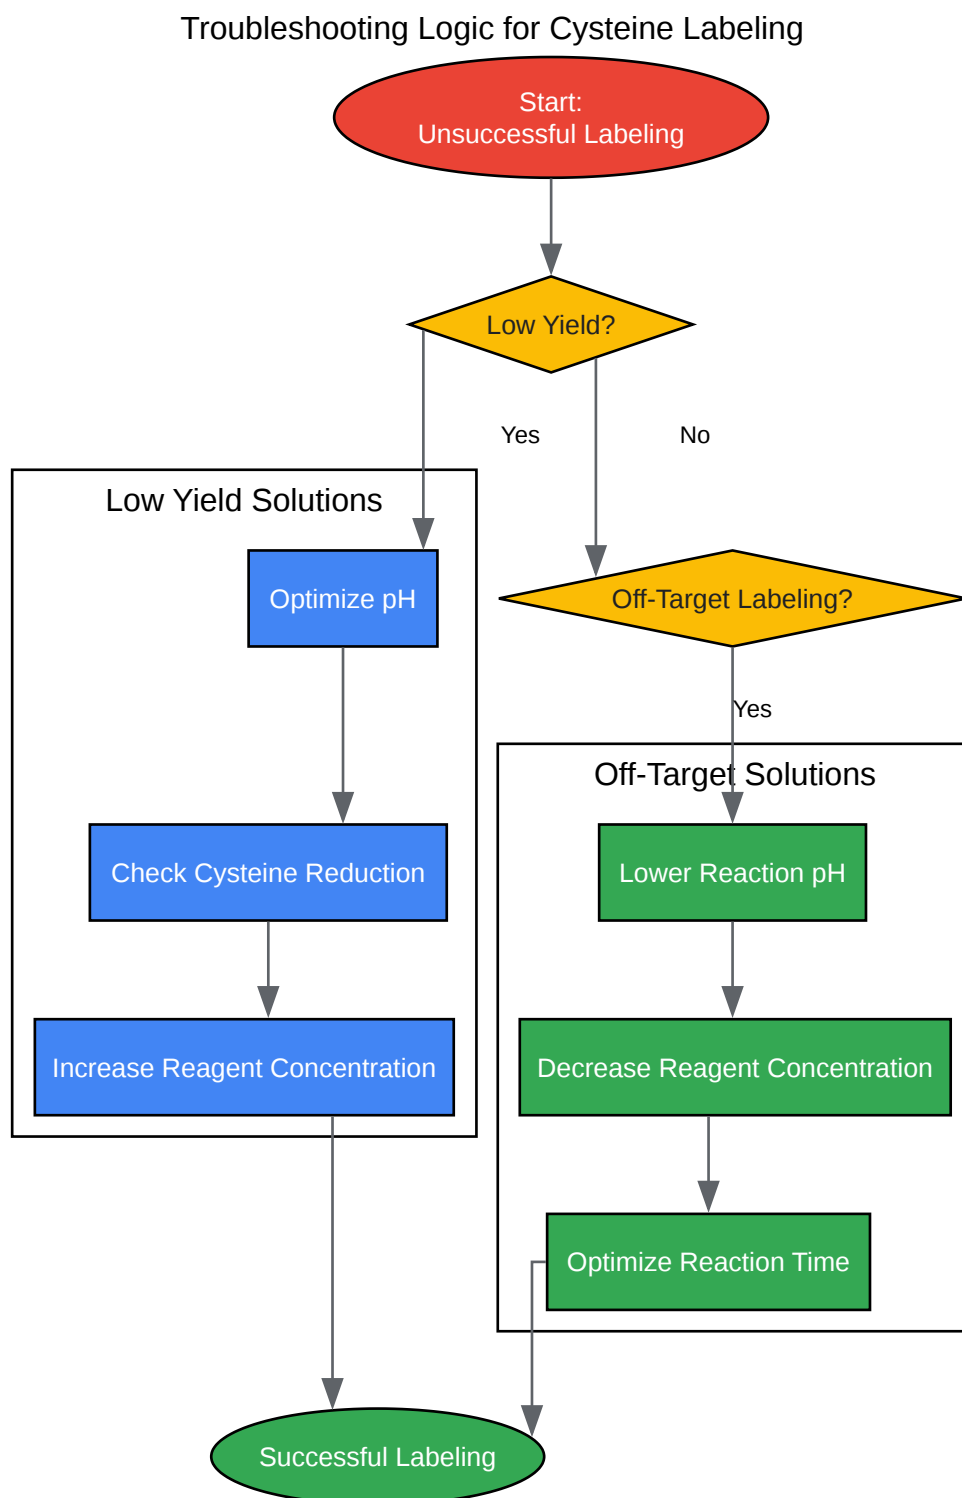 Troubleshooting Logic for Cysteine Labeling
Start:
Unsuccessful Labeling
Low Yield?
Yes
No
Low Yield Solutions
Optimize pH
Off-Target Labeling?
Yes
Off-Target Solutions
Check Cysteine Reduction
Lower Reaction pH
Increase Reagent Concentration
Decrease Reagent Concentration
Optimize Reaction Time
Successful Labeling